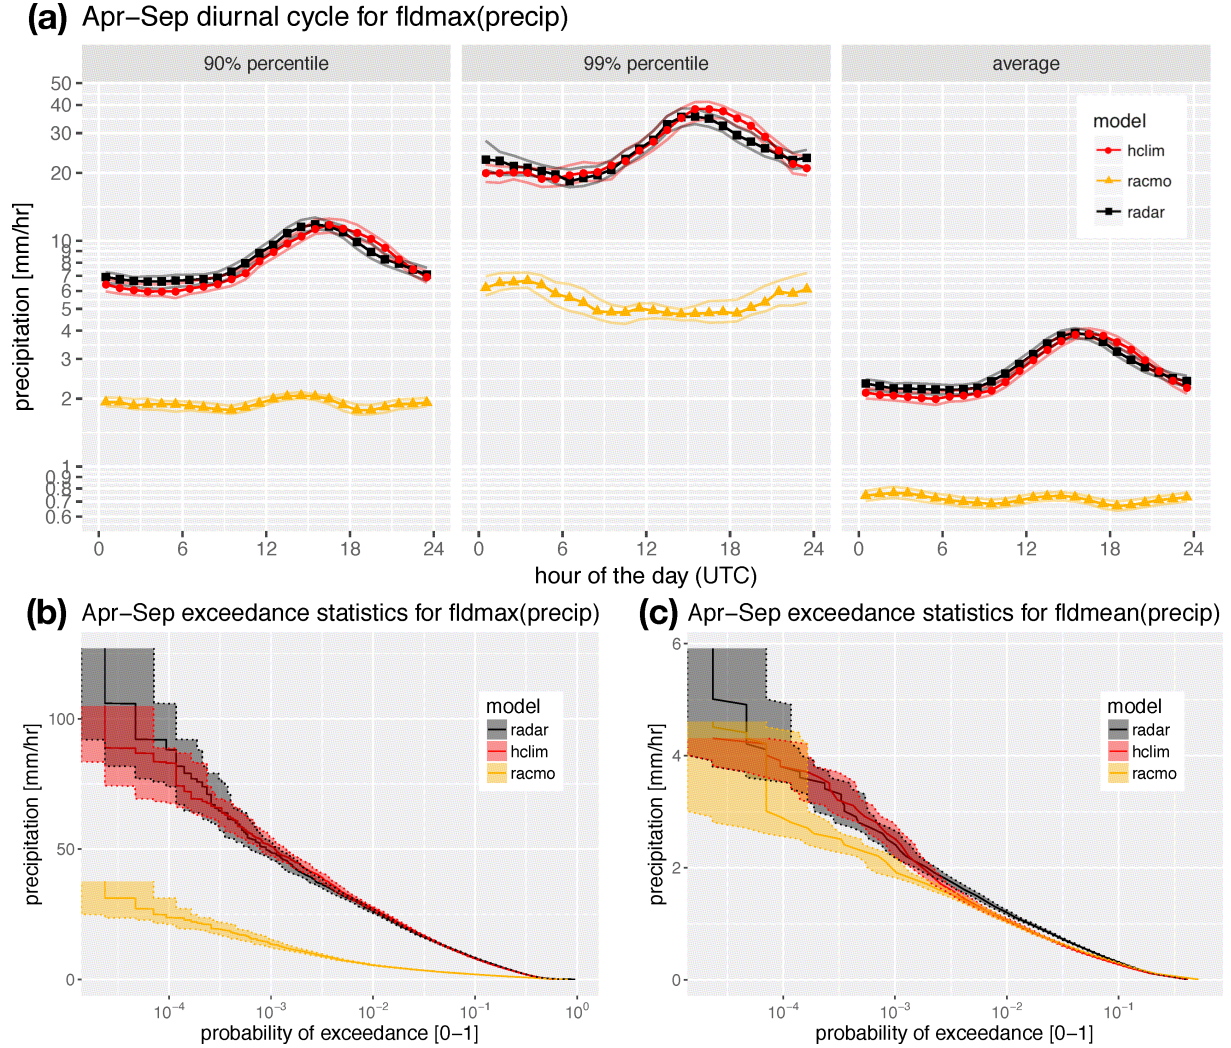 (a) Apr−Sep diurnal cycle for fldmax(precip)
90% percentile 99% percentile average
precipitation [mm/hr]
50
40
30
20
10
9
8
7
6
5
4
3
2
1
0.9
0.8
0.7
0.6
model
hclim
racmo
radar
0 6 12 18 24 0 6 12 18 24 0 6 12 18 24
hour of the day (UTC)
(b) Apr−Sep exceedance statistics for fldmax(precip)
precipitation [mm/hr]
100
50
0
model
radar
hclim
racmo
10⁻⁴ 10⁻³ 10⁻² 10⁻¹ 10⁰
probability of exceedance [0−1]
(c) Apr−Sep exceedance statistics for fldmean(precip)
precipitation [mm/hr]
6
4
2
0
model
radar
hclim
racmo
10⁻⁴ 10⁻³ 10⁻² 10⁻¹
probability of exceedance [0−1]